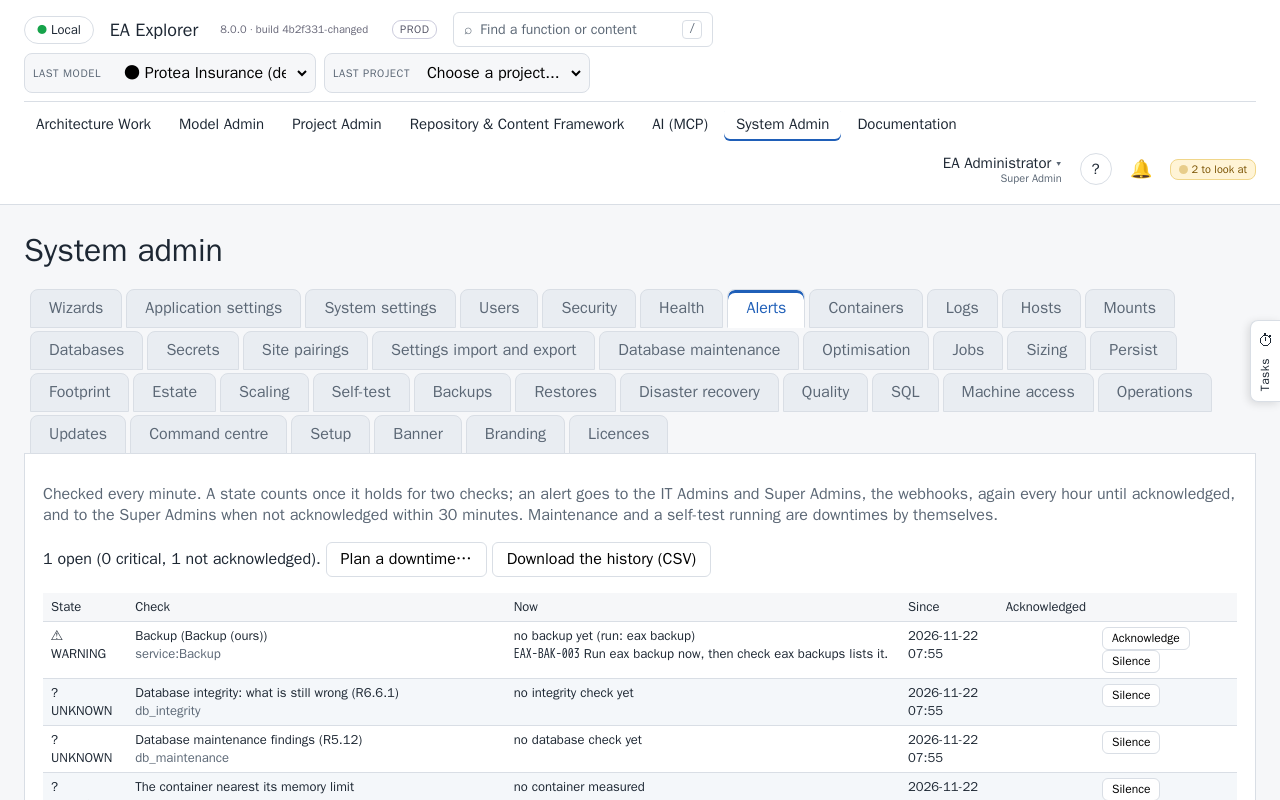 Local EA Explorer 8.0.0 · build 4b2f331-changed PROD Find a function or content /
LAST MODEL Protea Insurance (de LAST PROJECT Choose a project...
Architecture Work Model Admin Project Admin Repository & Content Framework AI (MCP) System Admin Documentation
EA Administrator ▾ ? 2 to look at
Super Admin
System admin
Wizards Application settings System settings Users Security Health Alerts Containers Logs Hosts Mounts
Tasks
Databases Secrets Site pairings Settings import and export Database maintenance Optimisation Jobs Sizing Persist
Footprint Estate Scaling Self-test Backups Restores Disaster recovery Quality SQL Machine access Operations
Updates Command centre Setup Banner Branding Licences
Checked every minute. A state counts once it holds for two checks; an alert goes to the IT Admins and Super Admins, the webhooks, again every hour until acknowledged,
and to the Super Admins when not acknowledged within 30 minutes. Maintenance and a self-test running are downtimes by themselves.
1 open (0 critical, 1 not acknowledged). Plan a downtime··· Download the history (CSV)
State Check Now Since Acknowledged
⚠ Backup (Backup (ours)) no backup yet (run: eax backup) 2026-11-22 Acknowledge
WARNING service:Backup EAX-BAK-003 Run eax backup now, then check eax backups lists it. 07:55 Silence
? Database integrity: what is still wrong (R6.6.1) no integrity check yet 2026-11-22 Silence
UNKNOWN db_integrity 07:55
? Database maintenance findings (R5.12) no database check yet 2026-11-22 Silence
UNKNOWN db_maintenance 07:55
? The container nearest its memory limit no container measured 2026-11-22 Silence